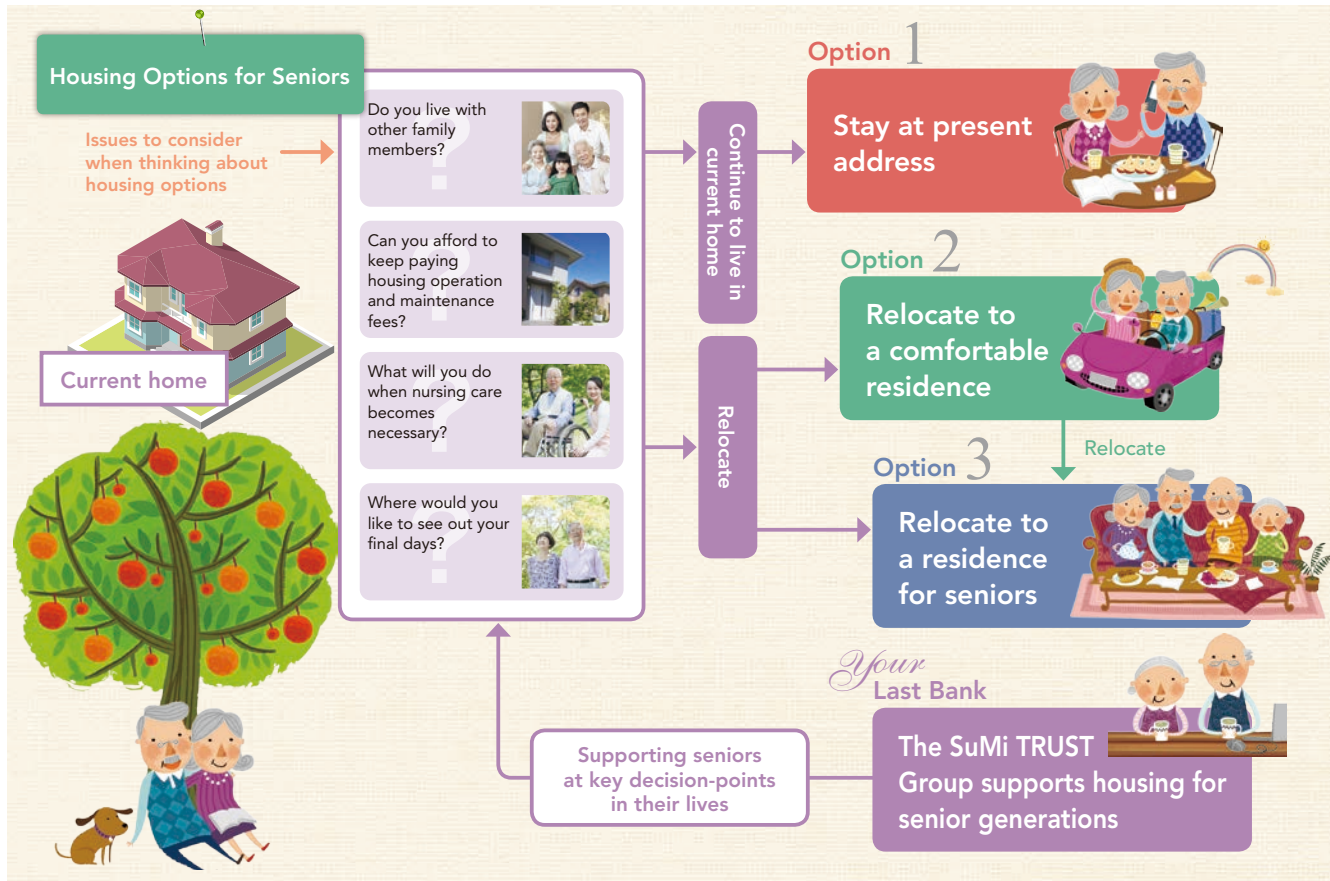 Housing Options for Seniors
Issues to consider
when thinking about
housing options
Current home
Do you live with
other family
members?
Can you afford to
keep paying
housing operation
and maintenance
fees?
What will you do
when nursing care
becomes
necessary?
Where would you
like to see out your
final days?
Continue to live in
current home
Relocate
Option 1
Stay at present
address
Option 2
Relocate to
a comfortable
residence
Relocate
Option 3
Relocate to
a residence
for seniors
Your
Last Bank
The SuMi TRUST
Group supports housing for
senior generations
Supporting seniors
at key decision-points
in their lives